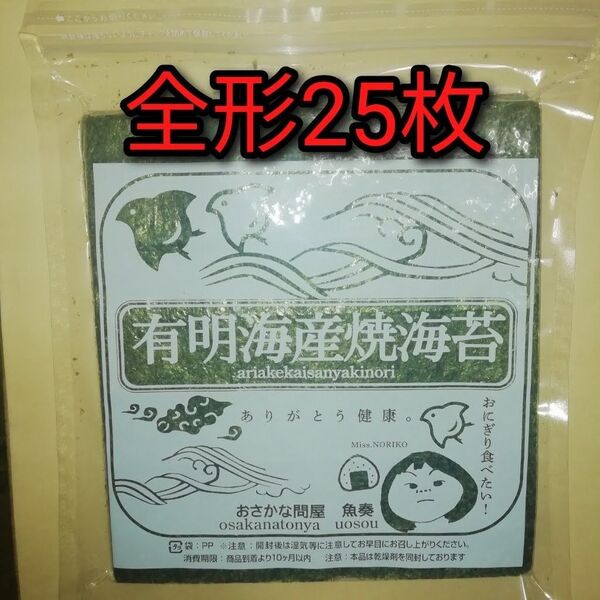 全形25枚
有明海産焼海苔
ariakekaisanyakinori
ありがとう健康。
おにぎり食べたい！
Miss.NORIKO
おさかな問屋 魚奏
osakanatonya uosou
袋：PP ※注意：開封後は湿気等に注意してお早目にお召し上がりください。
消費期限：商品到着より10ヶ月以内 注意：本品は乾燥剤を同封しております